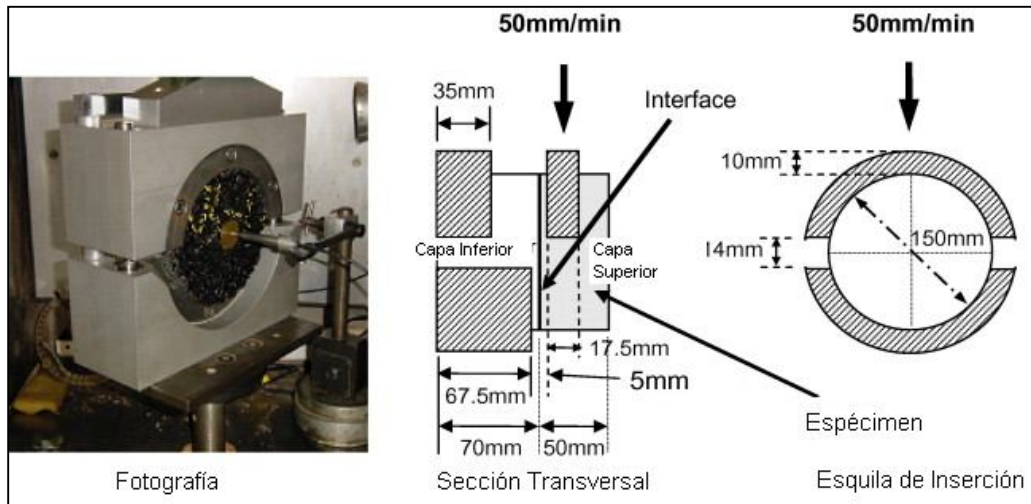 50mm/min
50mm/min
35mm
Interface
10mm
Capa Inferior
Capa
Superior
14mm
150mm
17.5mm
5mm
67.5mm
70mm
50mm
Espécimen
Fotografía
Sección Transversal
Esquila de Inserción